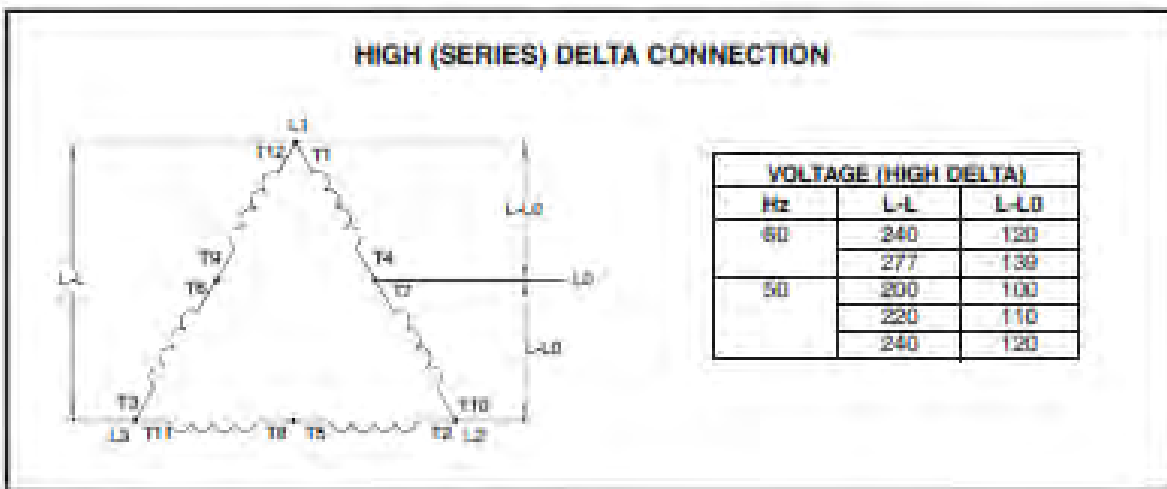 HIGH (SERIES) DELTA CONNECTION
L1
T12 T1
L-L0
T9 T4
L-L
T6 T7
L0
L-L0
T3 T10
L3 T11 T8 T5 T2 L2
VOLTAGE (HIGH DELTA)
Hz L-L L-L0
60 240 120
277 139
50 200 100
220 110
240 120